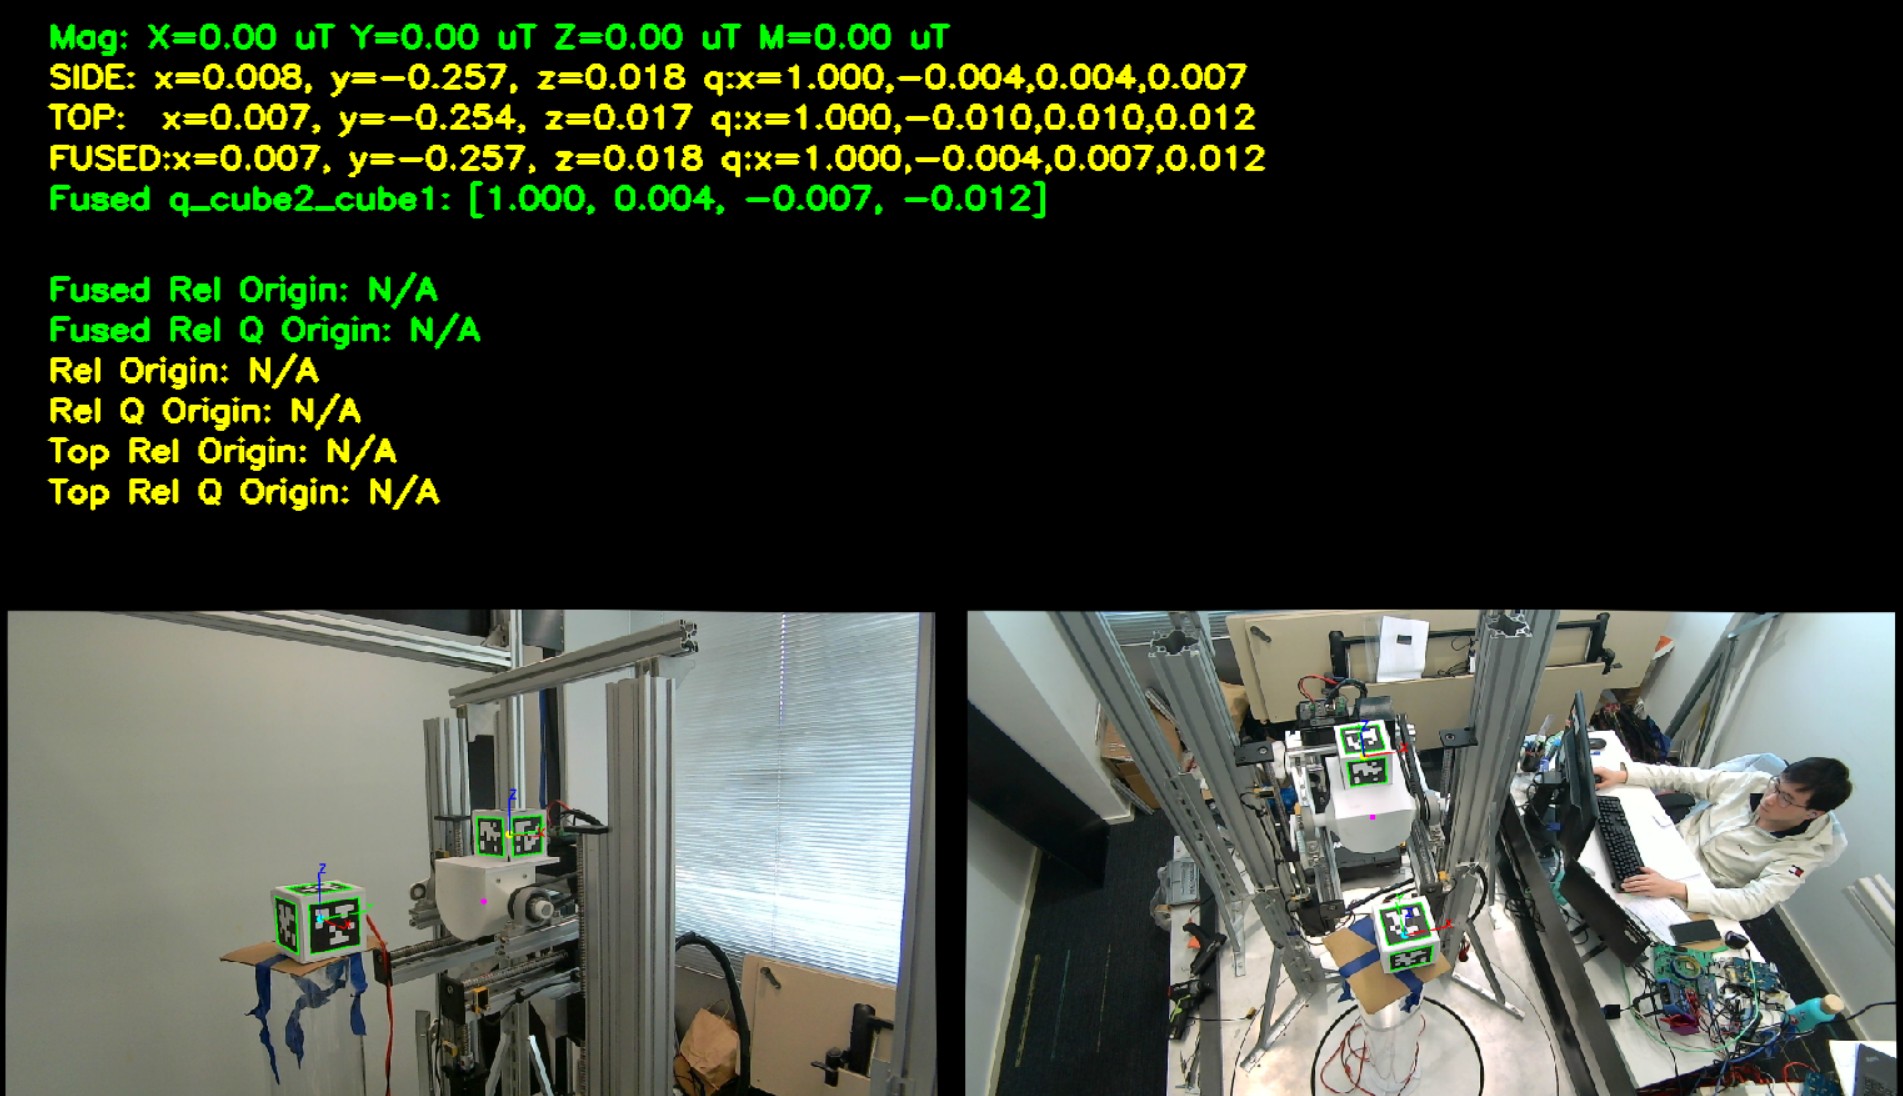 Mag: X=0.00 uT Y=0.00 uT Z=0.00 uT M=0.00 uT
SIDE: x=0.008, y=-0.257, z=0.018 q:x=1.000,-0.004,0.004,0.007
TOP: x=0.007, y=-0.254, z=0.017 q:x=1.000,-0.010,0.010,0.012
FUSED:x=0.007, y=-0.257, z=0.018 q:x=1.000,-0.004,0.007,0.012
Fused q_cube2_cube1: [1.000, 0.004, -0.007, -0.012]
Fused Rel Origin: N/A
Fused Rel Q Origin: N/A
Rel Origin: N/A
Rel Q Origin: N/A
Top Rel Origin: N/A
Top Rel Q Origin: N/A
Z
Z